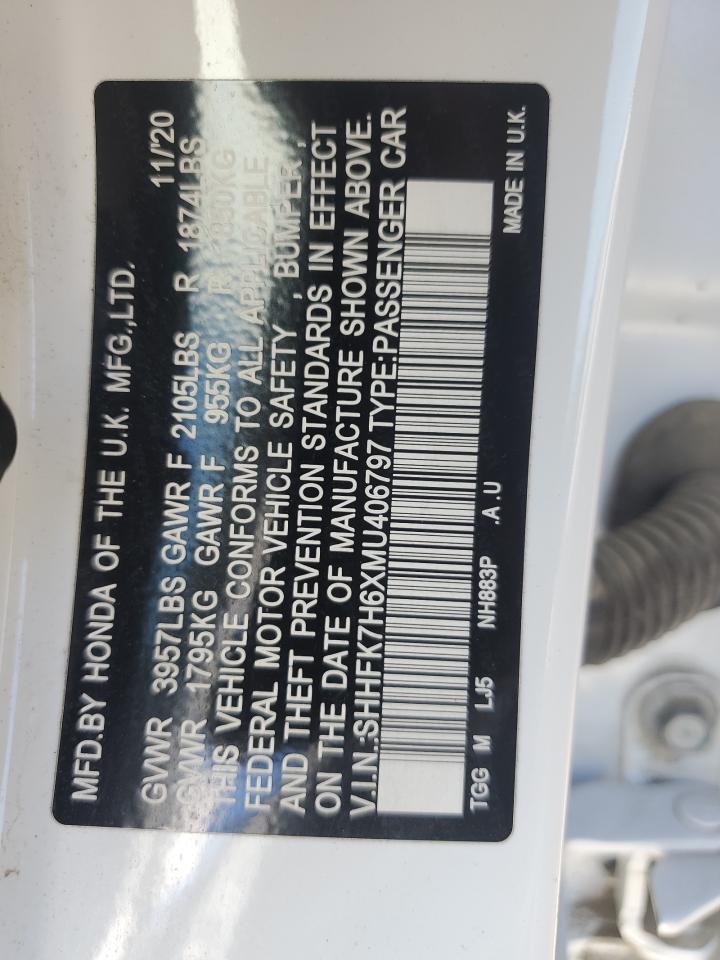 MFD.BY HONDA OF THE U.K. MFG.,LTD. 11/'20
GVWR 3957LBS GAWR F 2105LBS R 1874LBS
GVWR 1795KG GAWR F 955KG R 850KG
THIS VEHICLE CONFORMS TO ALL APPLICABLE
FEDERAL MOTOR VEHICLE SAFETY , BUMPER ,
AND THEFT PREVENTION STANDARDS IN EFFECT
ON THE DATE OF MANUFACTURE SHOWN ABOVE.
V.I.N.:SHHFK7H6XMU406797 TYPE:PASSENGER CAR
TGG M LJ5 NH883P .A .U MADE IN U.K.